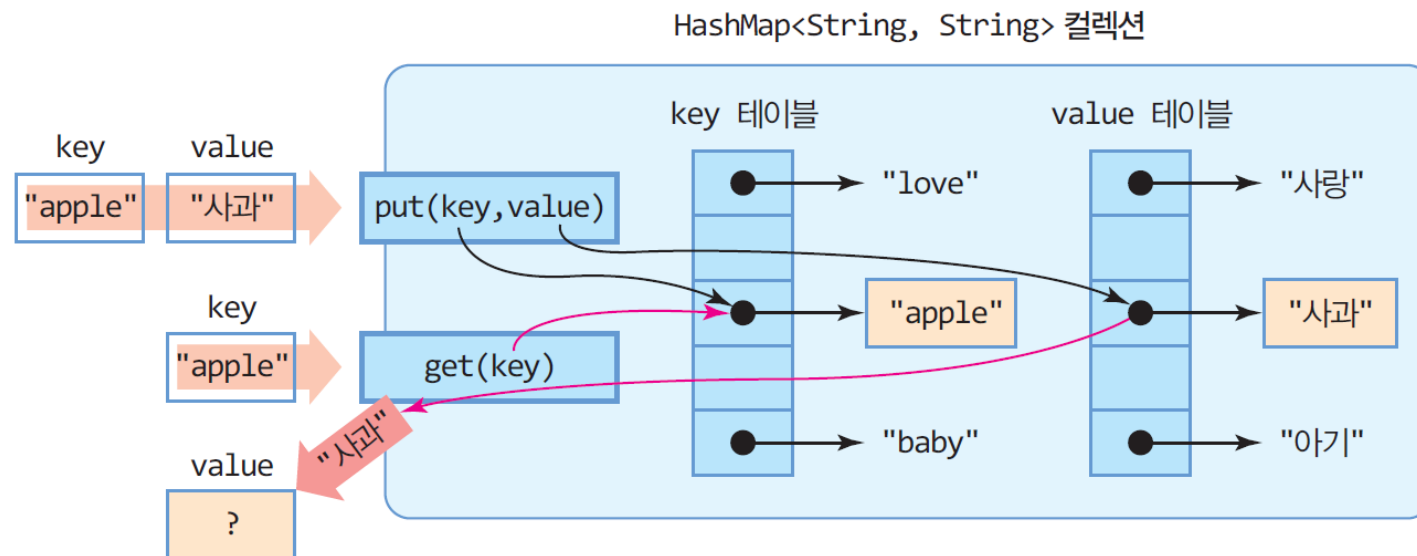 HashMap<String, String> 컬렉션
key 테이블
value 테이블
key
value
"apple"
"사과"
put(key,value)
"love"
"사랑"
key
"apple"
get(key)
"apple"
"사과"
"사과"
"baby"
"아기"
value
?